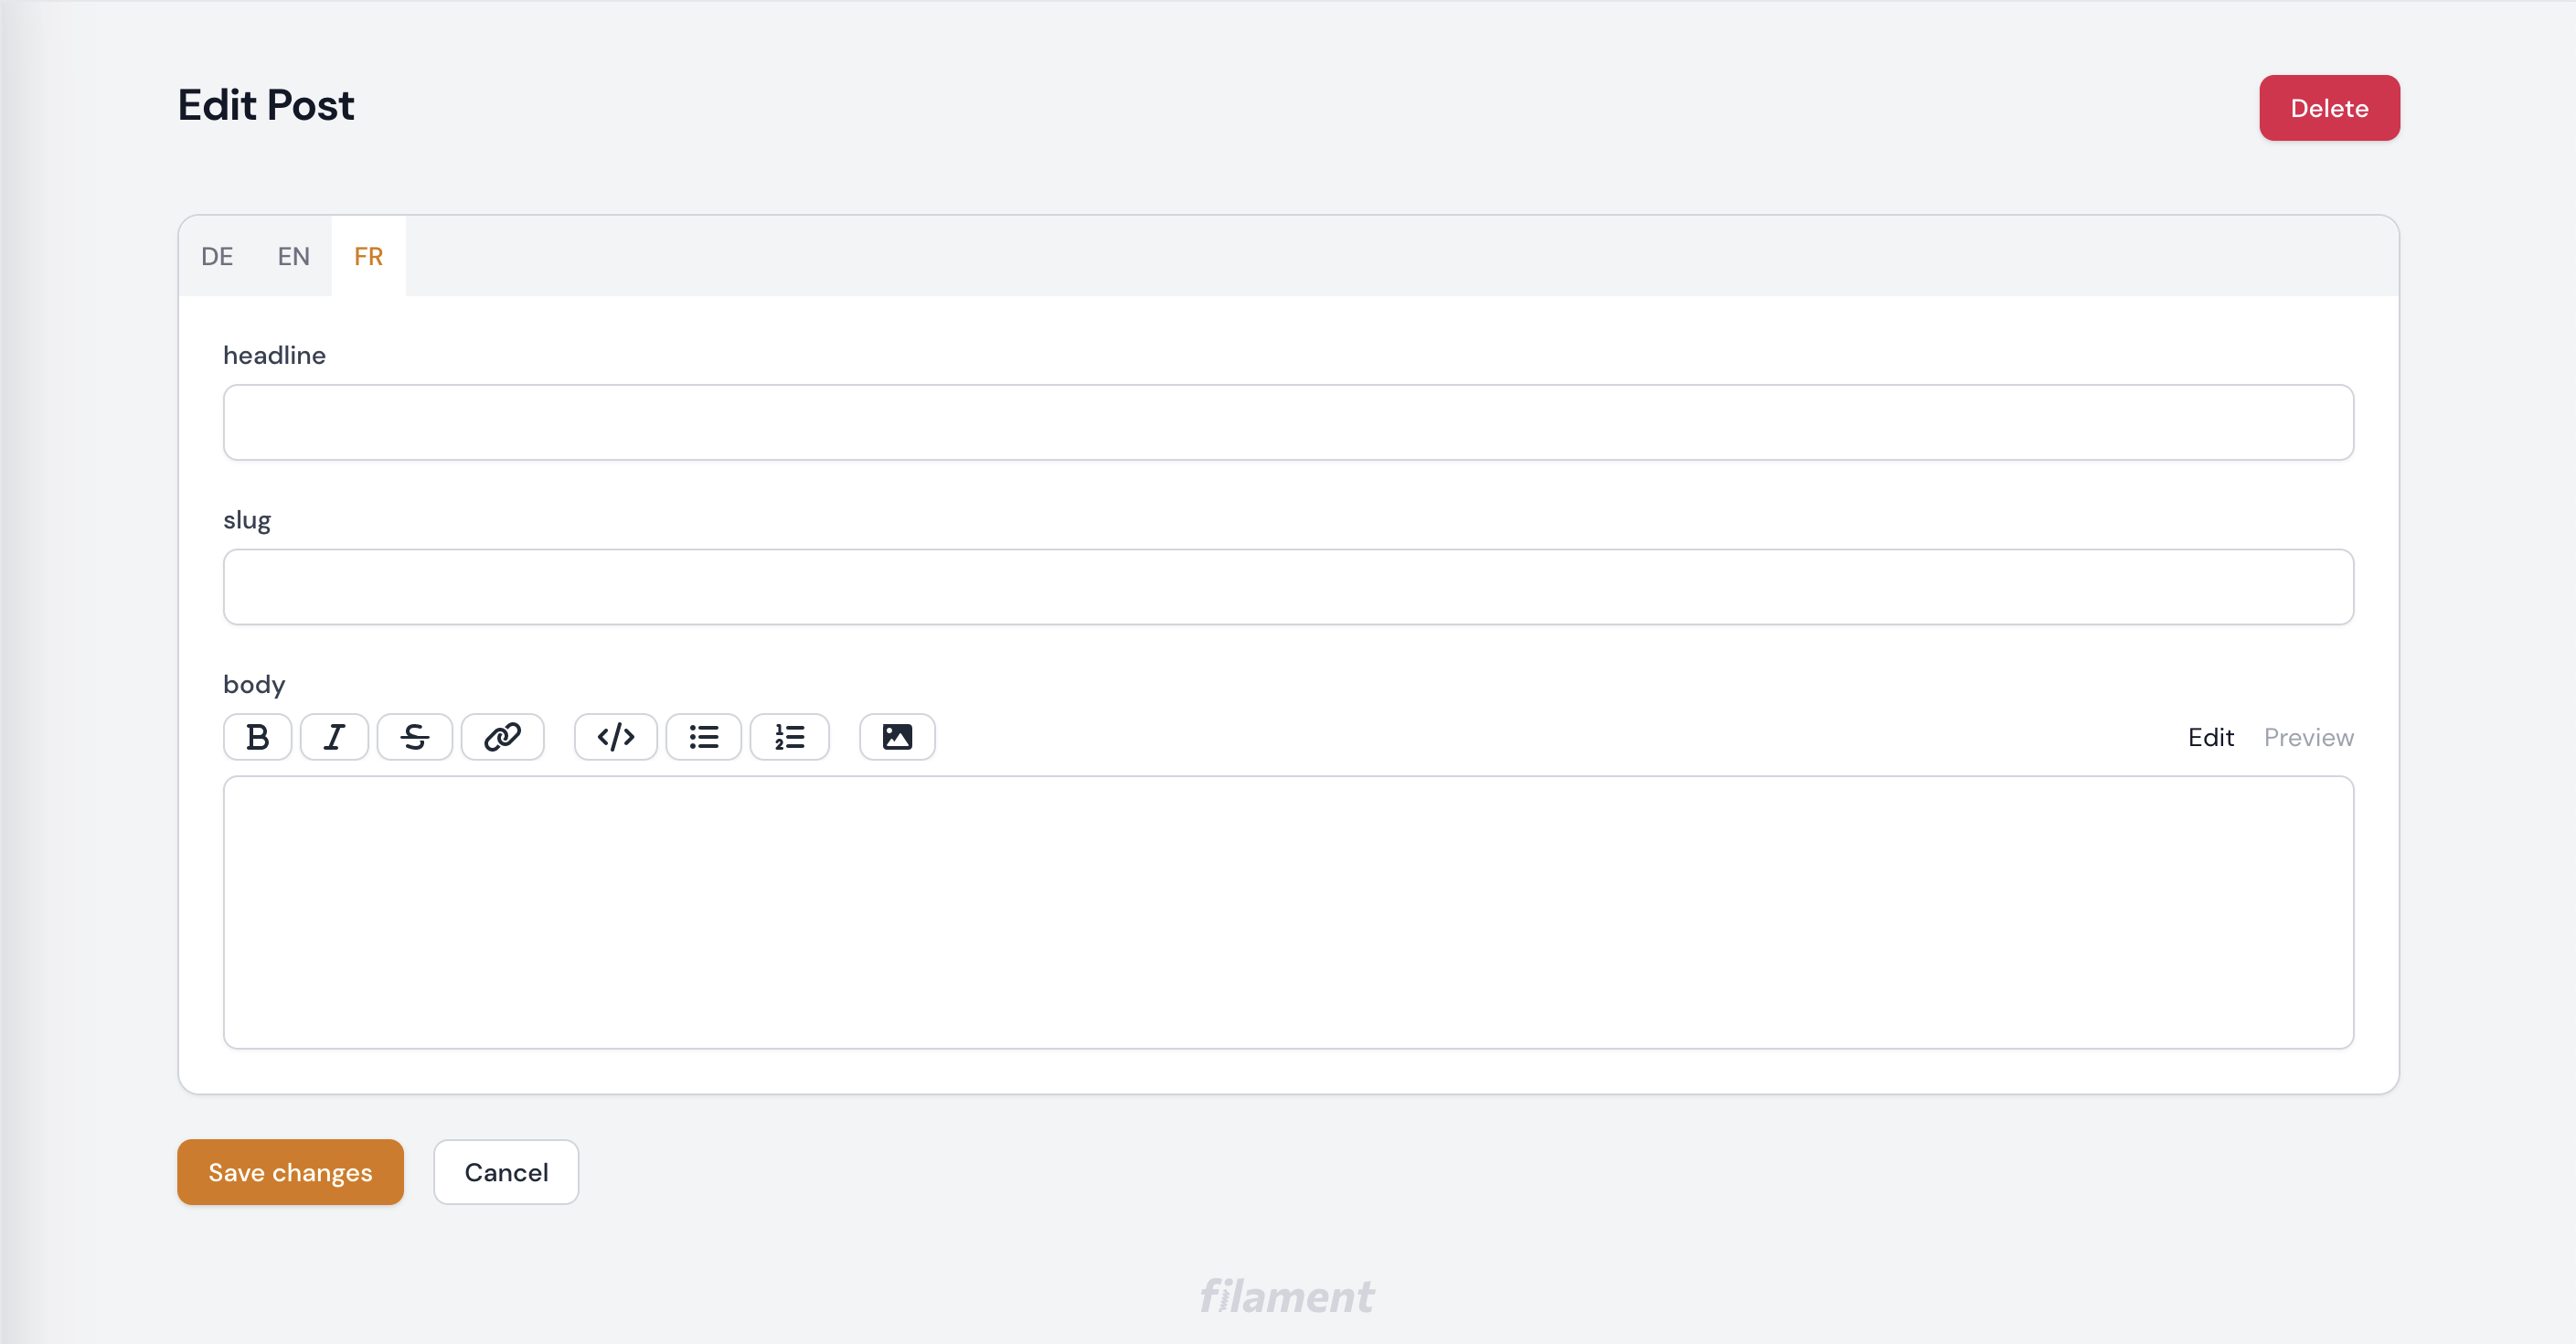 Edit Post
Delete
DE EN FR
headline
slug
body
Edit Preview
Save changes Cancel
filament